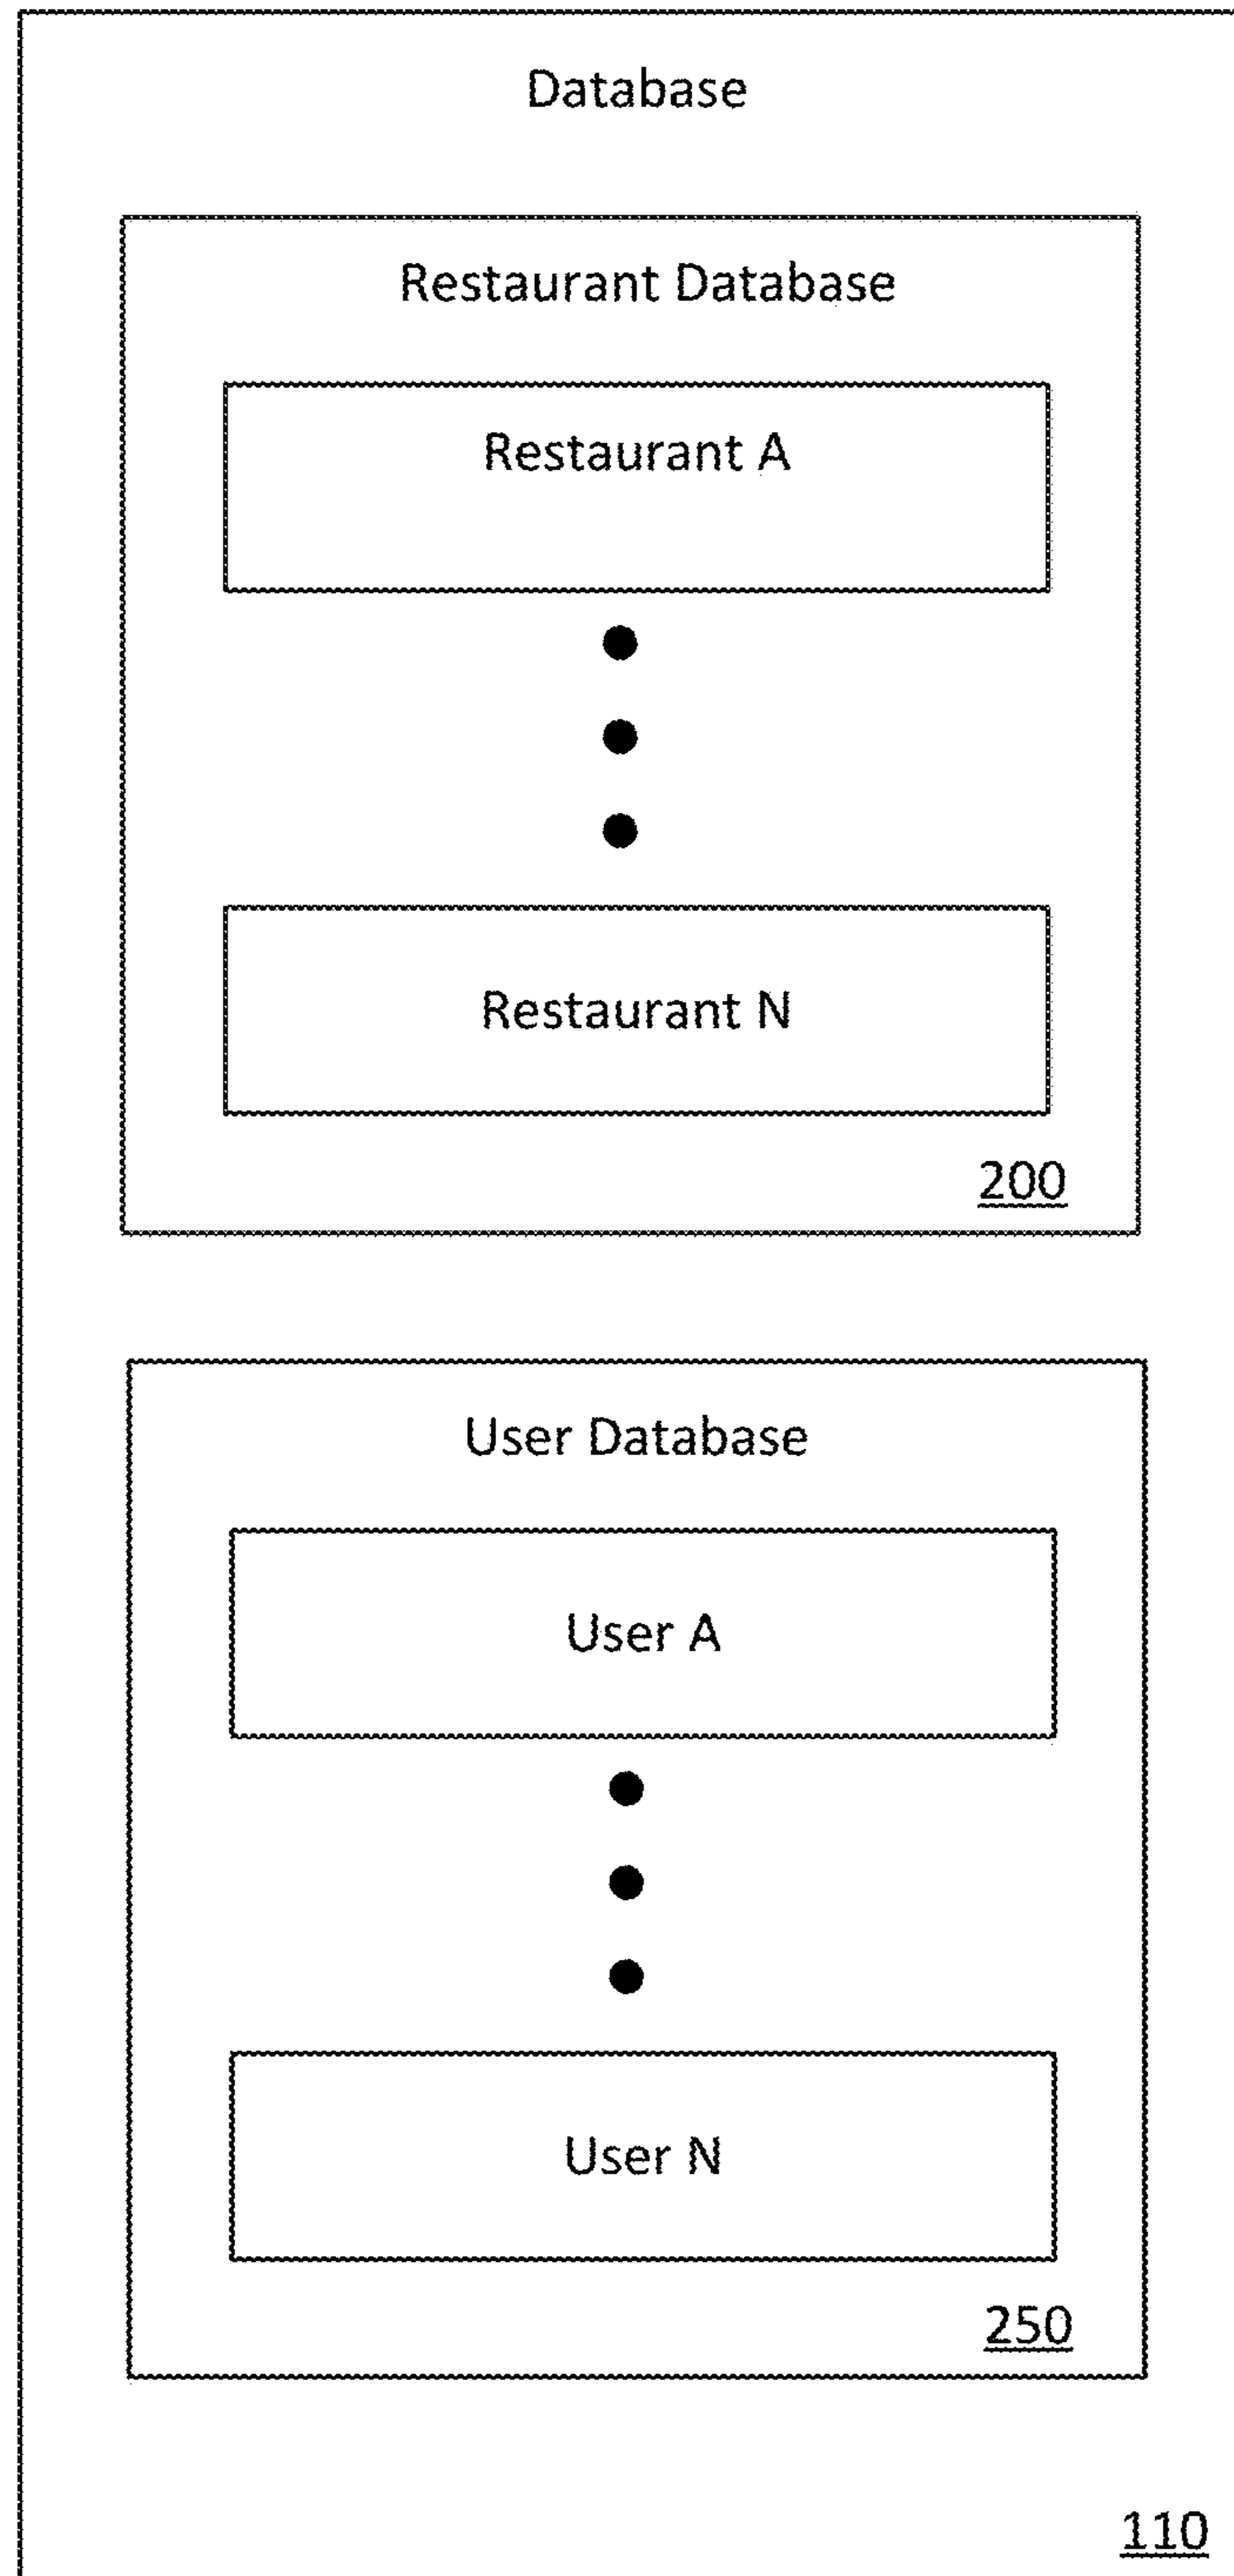 Database
Restaurant Database
Restaurant A
Restaurant N
200
User Database
User A
User N
250
110